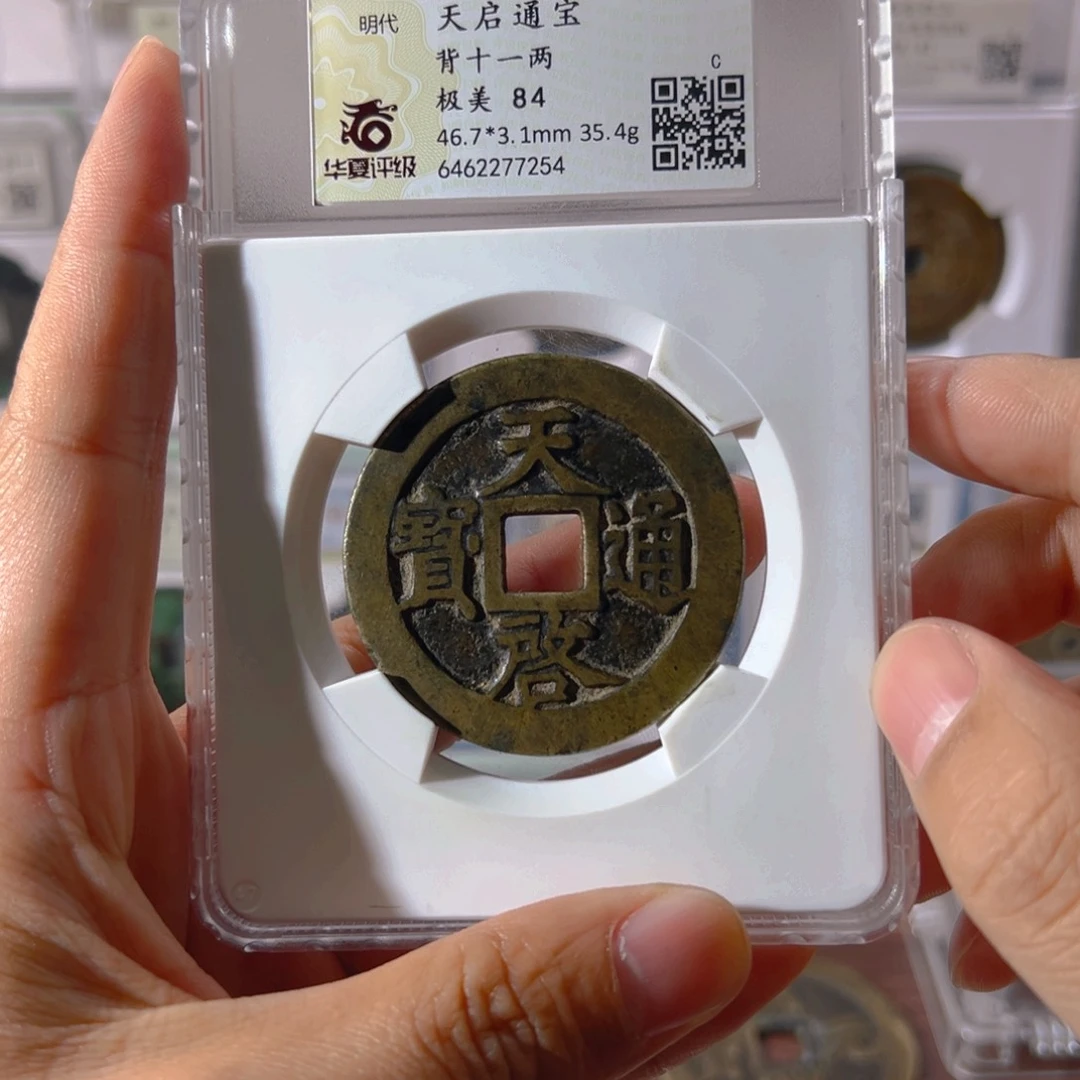 明代
天启通宝
背十一两
极美 84
46.7*3.1mm 35.4g
6462277254
C
华夏评级
天
寶 通
啓